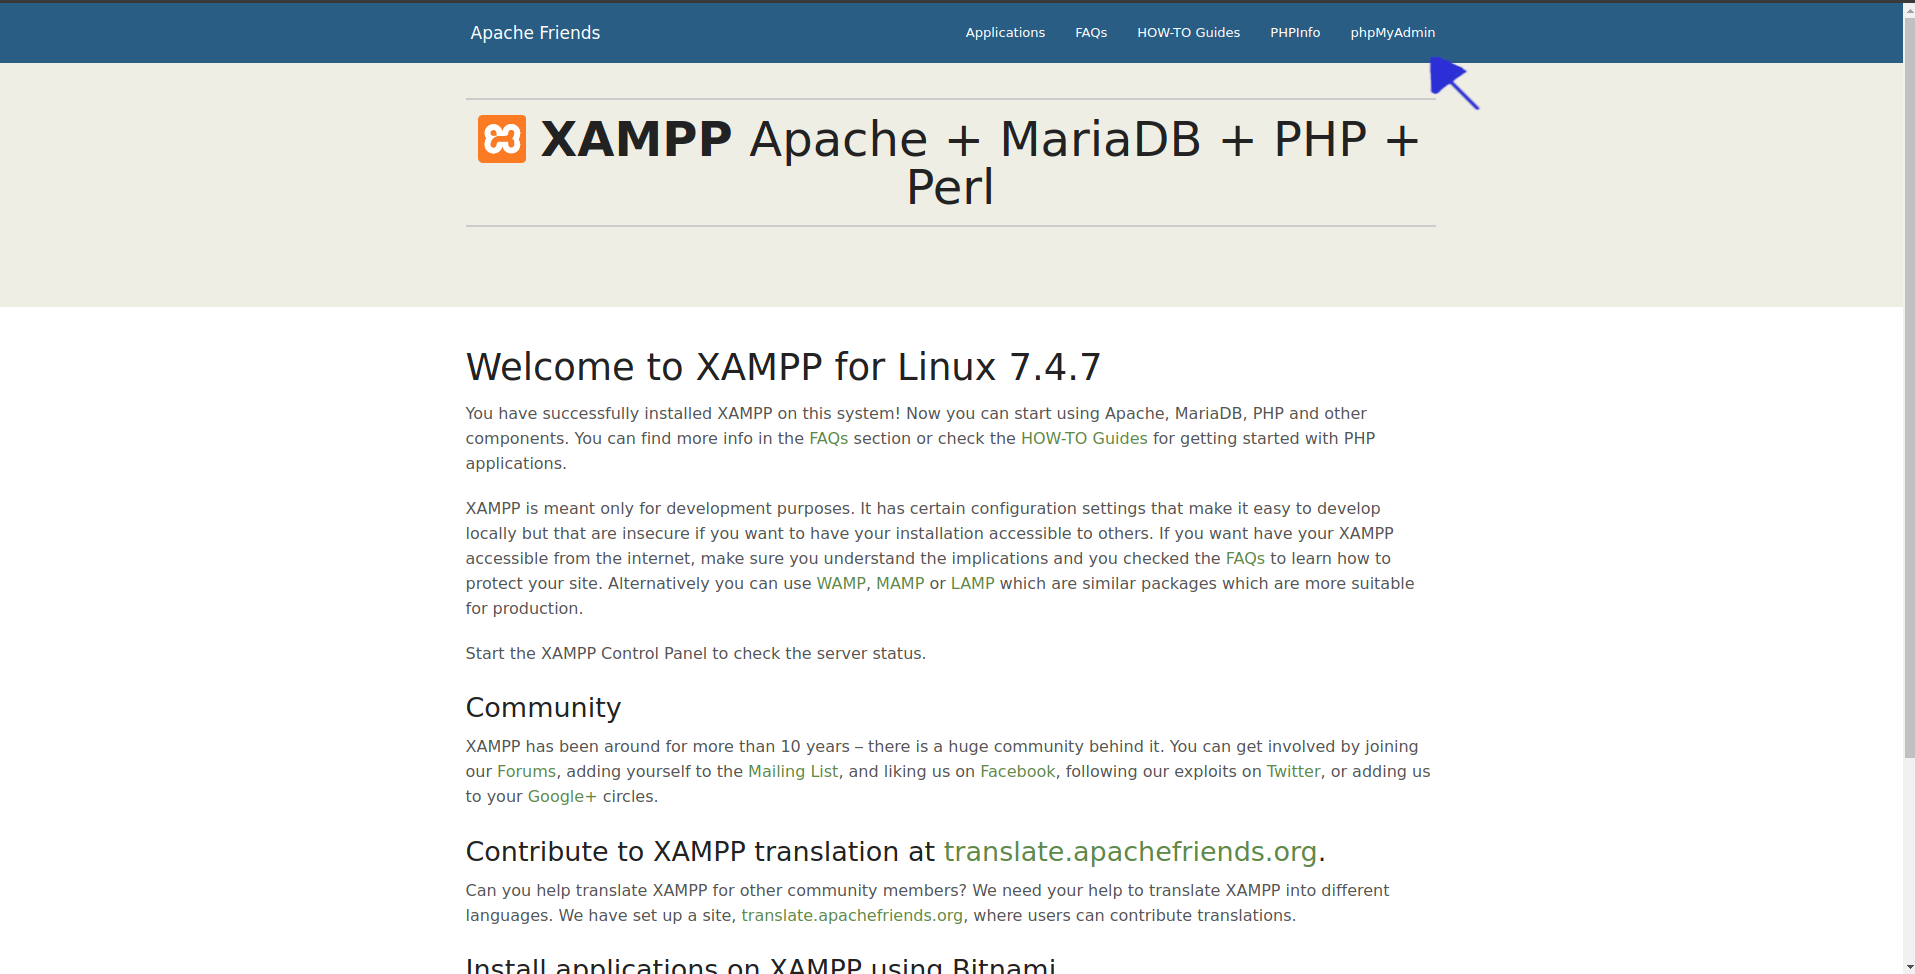 Apache Friends
Applications FAQs HOW-TO Guides PHPInfo phpMyAdmin
XAMPP Apache + MariaDB + PHP +
Perl
Welcome to XAMPP for Linux 7.4.7
You have successfully installed XAMPP on this system! Now you can start using Apache, MariaDB, PHP and other
components. You can find more info in the FAQs section or check the HOW-TO Guides for getting started with PHP
applications.
XAMPP is meant only for development purposes. It has certain configuration settings that make it easy to develop
locally but that are insecure if you want to have your installation accessible to others. If you want have your XAMPP
accessible from the internet, make sure you understand the implications and you checked the FAQs to learn how to
protect your site. Alternatively you can use WAMP, MAMP or LAMP which are similar packages which are more suitable
for production.
Start the XAMPP Control Panel to check the server status.
Community
XAMPP has been around for more than 10 years – there is a huge community behind it. You can get involved by joining
our Forums, adding yourself to the Mailing List, and liking us on Facebook, following our exploits on Twitter, or adding us
to your Google+ circles.
Contribute to XAMPP translation at translate.apachefriends.org.
Can you help translate XAMPP for other community members? We need your help to translate XAMPP into different
languages. We have set up a site, translate.apachefriends.org, where users can contribute translations.
Install applications on XAMPP using Bitnami